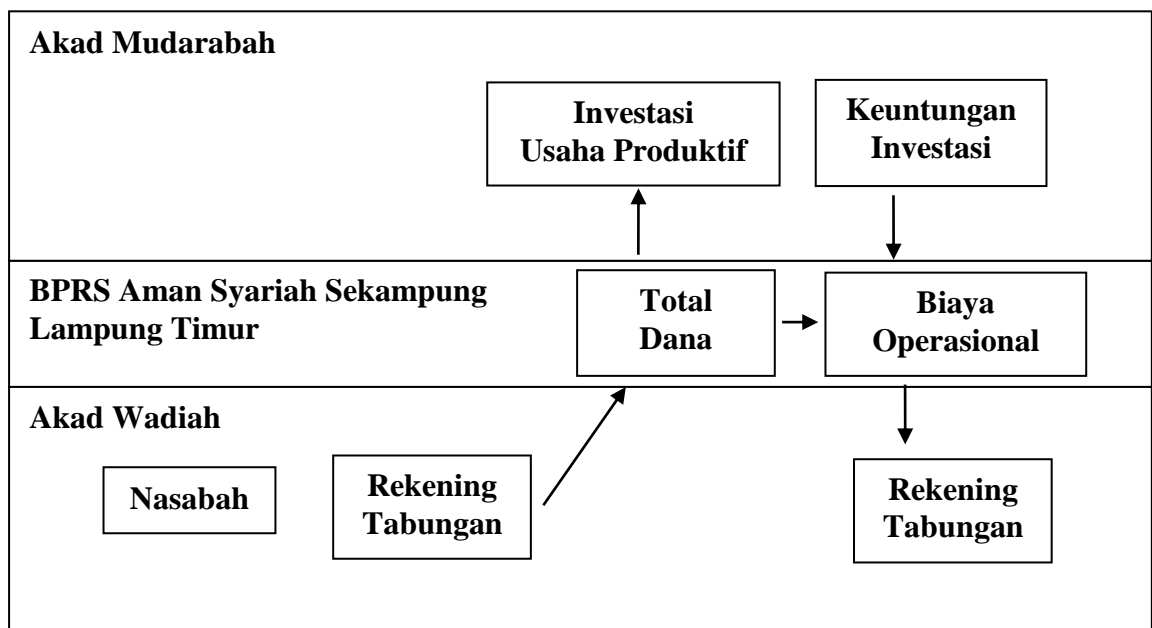 Akad Mudarabah
Investasi
Usaha Produktif
Keuntungan
Investasi
BPRS Aman Syariah Sekampung
Lampung Timur
Total
Dana
Biaya
Operasional
Akad Wadiah
Nasabah
Rekening
Tabungan
Rekening
Tabungan